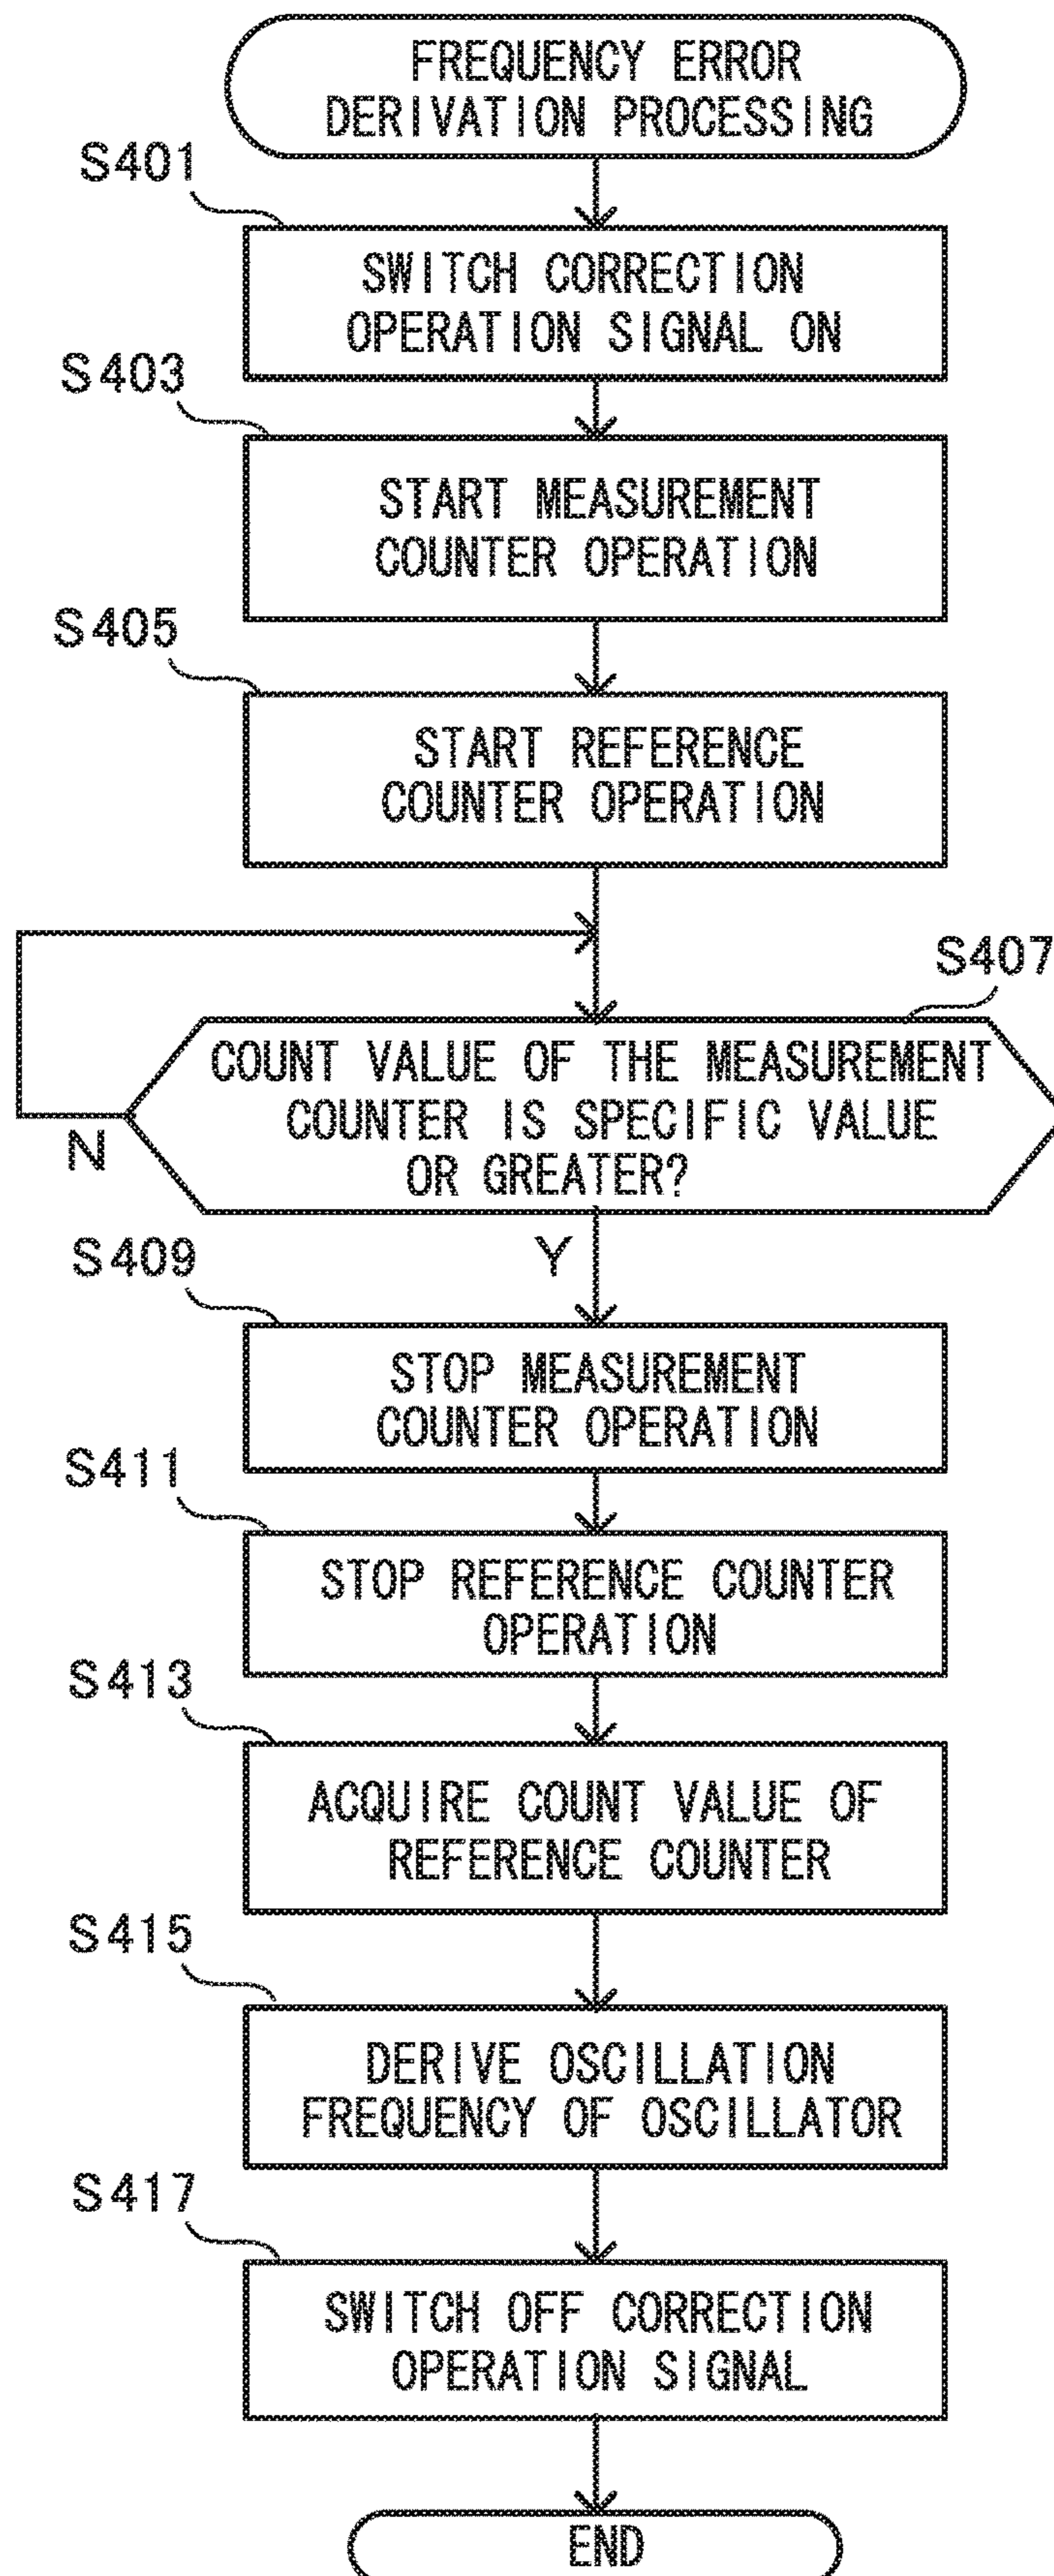 FREQUENCY ERROR
DERIVATION PROCESSING
S401
SWITCH CORRECTION
OPERATION SIGNAL ON
S403
START MEASUREMENT
COUNTER OPERATION
S405
START REFERENCE
COUNTER OPERATION
S407
COUNT VALUE OF THE MEASUREMENT
COUNTER IS SPECIFIC VALUE
OR GREATER?
N
Y
S409
STOP MEASUREMENT
COUNTER OPERATION
S411
STOP REFERENCE COUNTER
OPERATION
S413
ACQUIRE COUNT VALUE OF
REFERENCE COUNTER
S415
DERIVE OSCILLATION
FREQUENCY OF OSCILLATOR
S417
SWITCH OFF CORRECTION
OPERATION SIGNAL
END